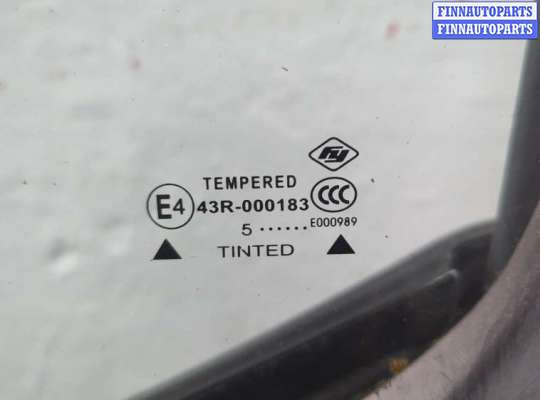 FINNAUTOPARTS
FINNAUTOPARTS
TEMPERED
E4 43R-000183 CCC
5 ...... E000989
TINTED